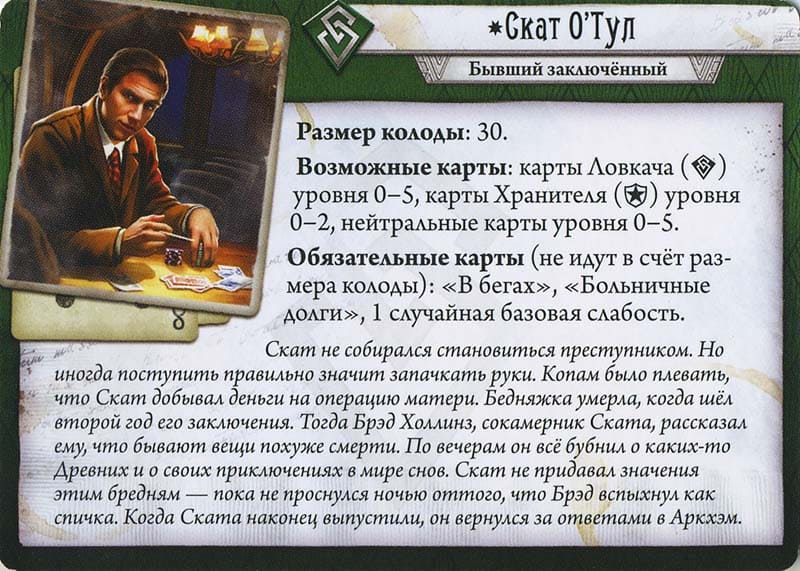 *Скат О'Тул
Бывший заключённый
Размер колоды: 30.
Возможные карты: карты Ловкача ( )
уровня 0–5, карты Хранителя ( ) уровня
0–2, нейтральные карты уровня 0–5.
Обязательные карты (не идут в счёт раз-
мера колоды): «В бегах», «Больничные
долги», 1 случайная базовая слабость.
Скат не собирался становиться преступником. Но
иногда поступить правильно значит запачкать руки. Копам было плевать,
что Скат добывал деньги на операцию матери. Бедняжка умерла, когда шёл
второй год его заключения. Тогда Брэд Холлинз, сокамерник Ската, рассказал
ему, что бывают вещи похуже смерти. По вечерам он всё бубнил о каких-то
Древних и о своих приключениях в мире снов. Скат не придавал значения
этим бредням — пока не проснулся ночью оттого, что Брэд вспыхнул как
спичка. Когда Ската наконец выпустили, он вернулся за ответами в Аркхэм.